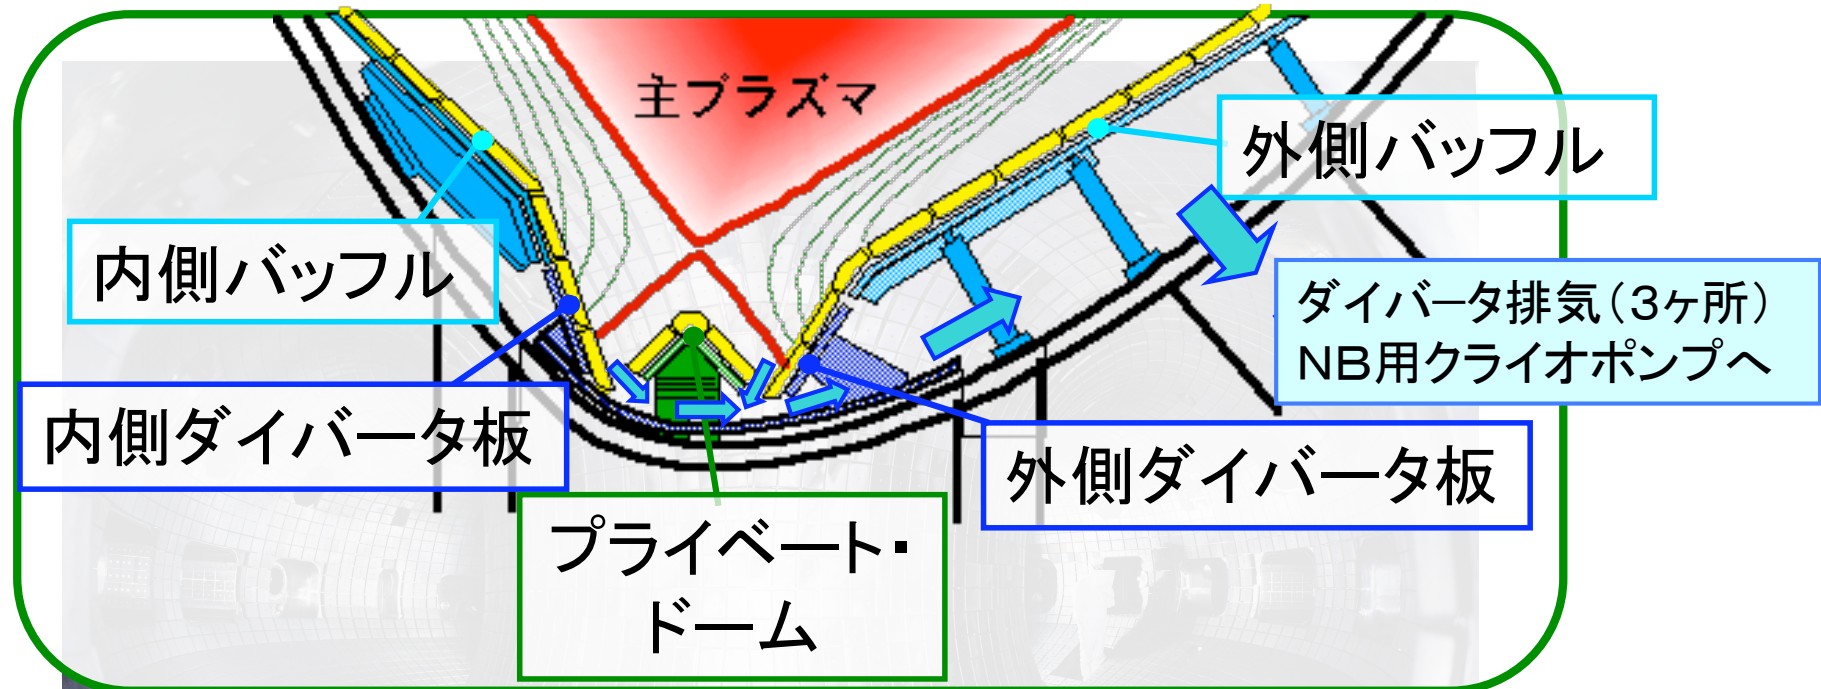 主プラズマ
外側バッフル
内側バッフル
ダイバータ排気（３ヶ所）
ＮＢ用クライオポンプへ
内側ダイバータ板
外側ダイバータ板
プライベート・
ドーム